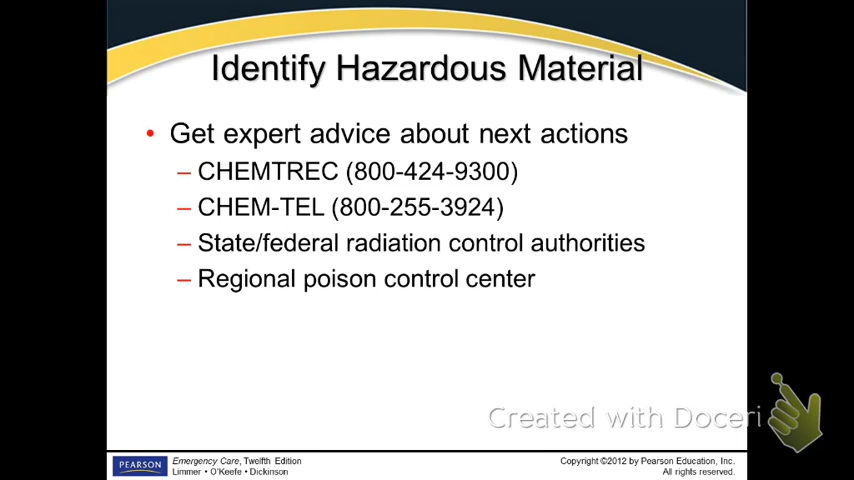 Identify Hazardous Material
• Get expert advice about next actions
– CHEMTREC (800-424-9300)
– CHEM-TEL (800-255-3924)
– State/federal radiation control authorities
– Regional poison control center
Created with Doceri
PEARSON
Emergency Care, Twelfth Edition
Limmer • O'Keefe • Dickinson
Copyright ©2012 by Pearson Education, Inc.
All rights reserved.